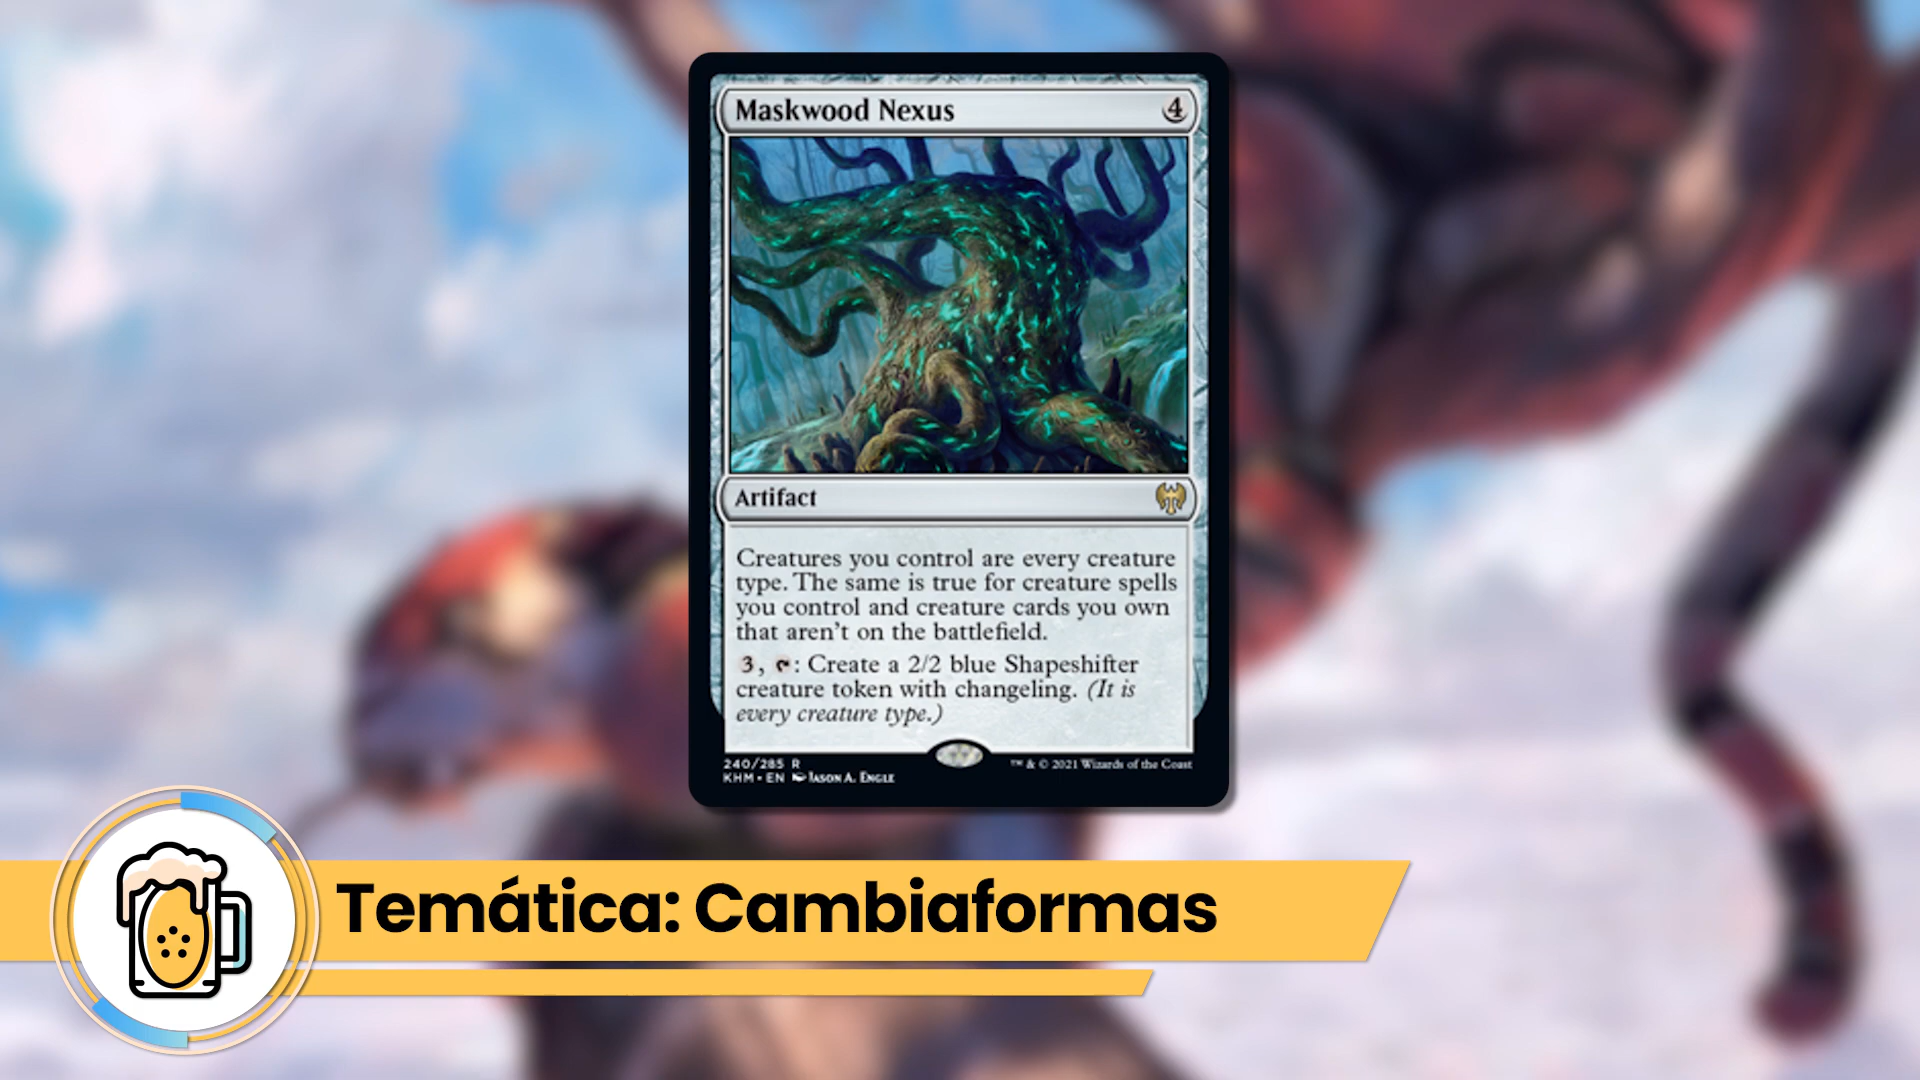 Maskwood Nexus 4
Artifact
Creatures you control are every creature
type. The same is true for creature spells
you control and creature cards you own
that aren't on the battlefield.
3, : Create a 2/2 blue Shapeshifter
creature token with changeling. (It is
every creature type.)
240/285 R
KHM • EN Jason A. Engle
™ & © 2021 Wizards of the Coast
Temática: Cambiaformas